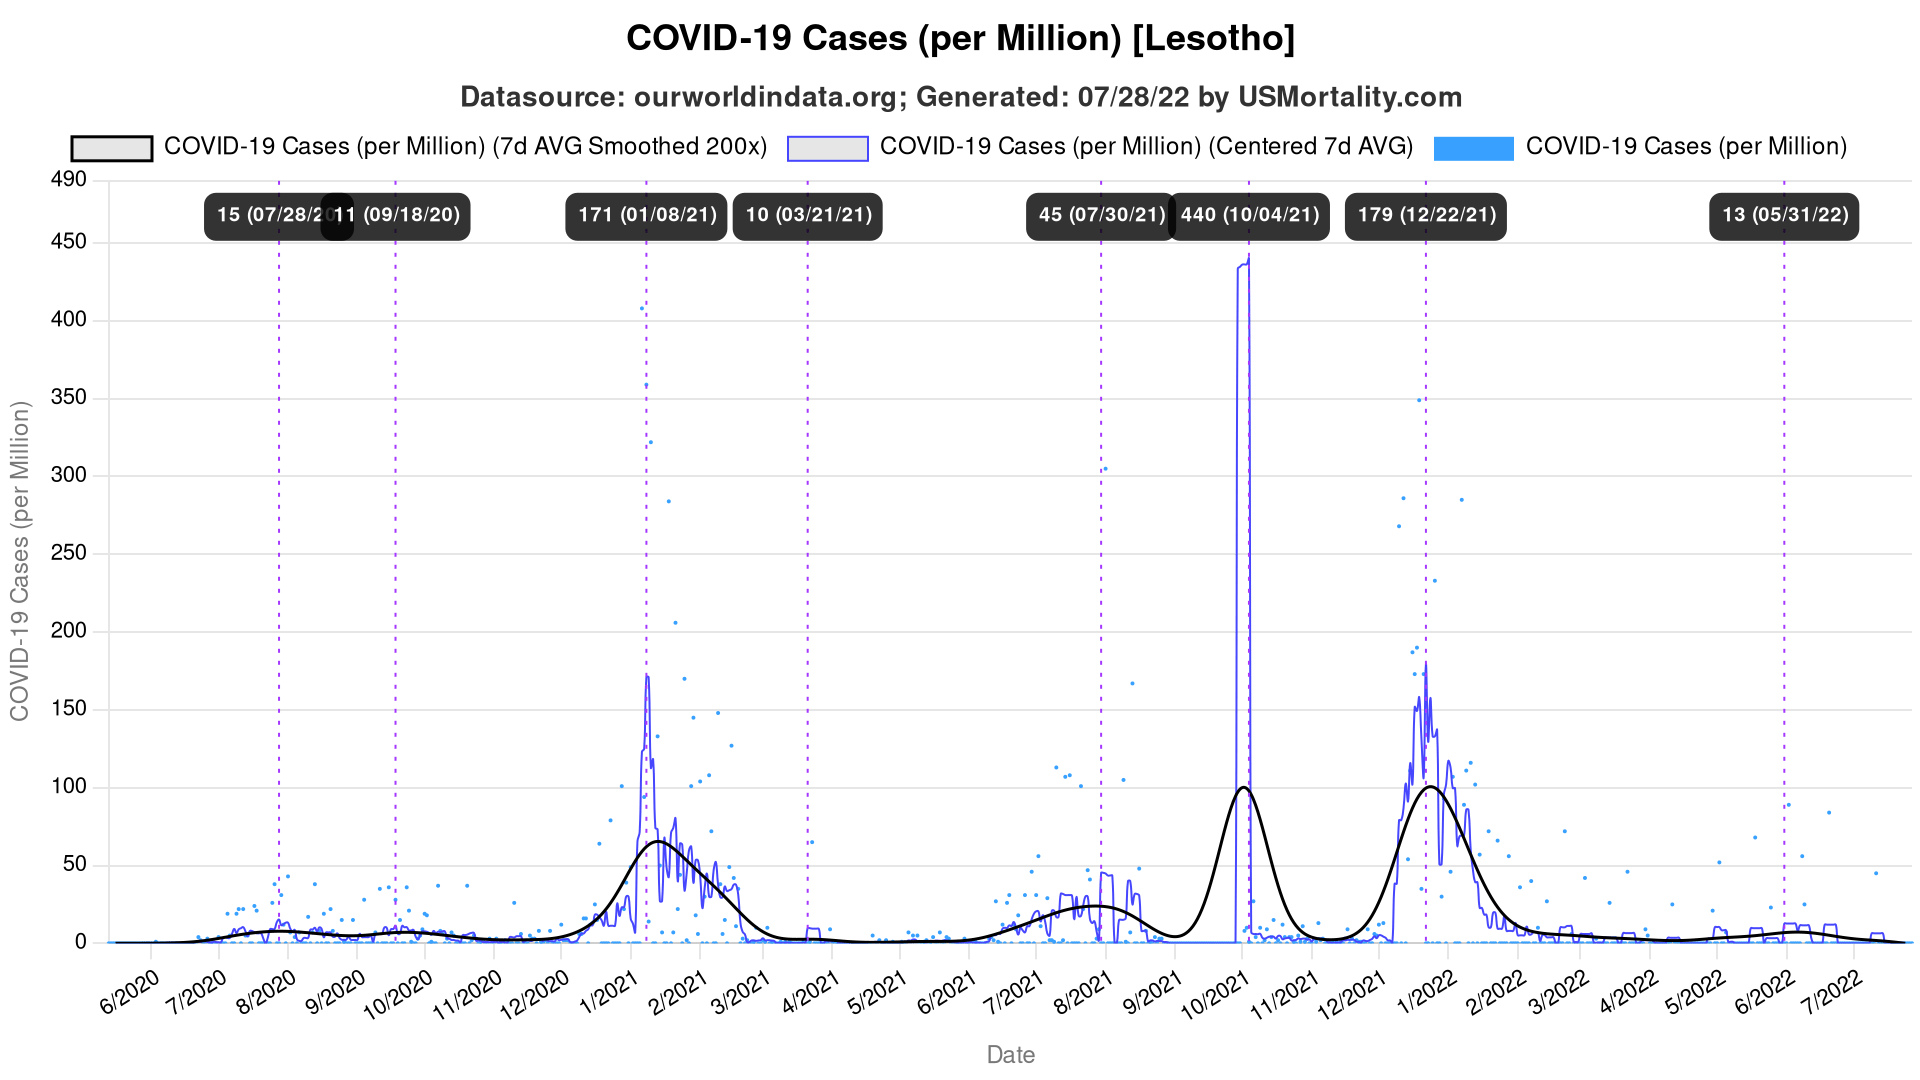 COVID-19 Cases (per Million) [Lesotho]
Datasource: ourworldindata.org; Generated: 07/28/22 by USMortality.com
COVID-19 Cases (per Million) (7d AVG Smoothed 200x) COVID-19 Cases (per Million) (Centered 7d AVG) COVID-19 Cases (per Million)
490
15 (07/28/20 11 (09/18/20) 171 (01/08/21) 10 (03/21/21) 45 (07/30/21) 440 (10/04/21) 179 (12/22/21) 13 (05/31/22)
450
400
350
300
250
200
150
100
50
0
COVID-19 Cases (per Million)
6/2020 7/2020 8/2020 9/2020 10/2020 11/2020 12/2020 1/2021 2/2021 3/2021 4/2021 5/2021 6/2021 7/2021 8/2021 9/2021 10/2021 11/2021 12/2021 1/2022 2/2022 3/2022 4/2022 5/2022 6/2022 7/2022
Date